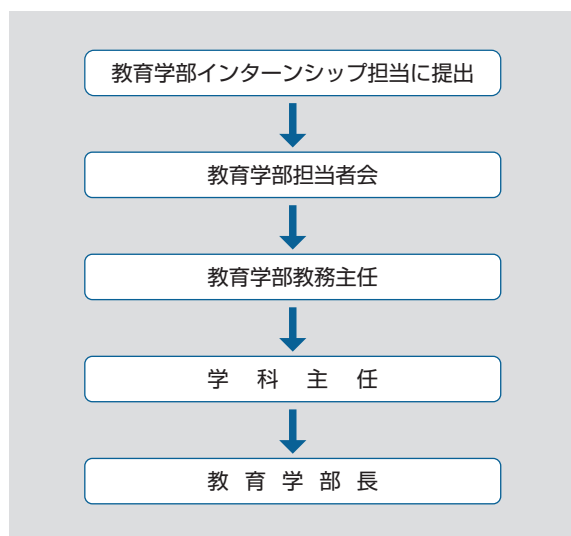 教育学部インターンシップ担当に提出
教育学部担当者会
教育学部教務主任
学科主任
教育学部長